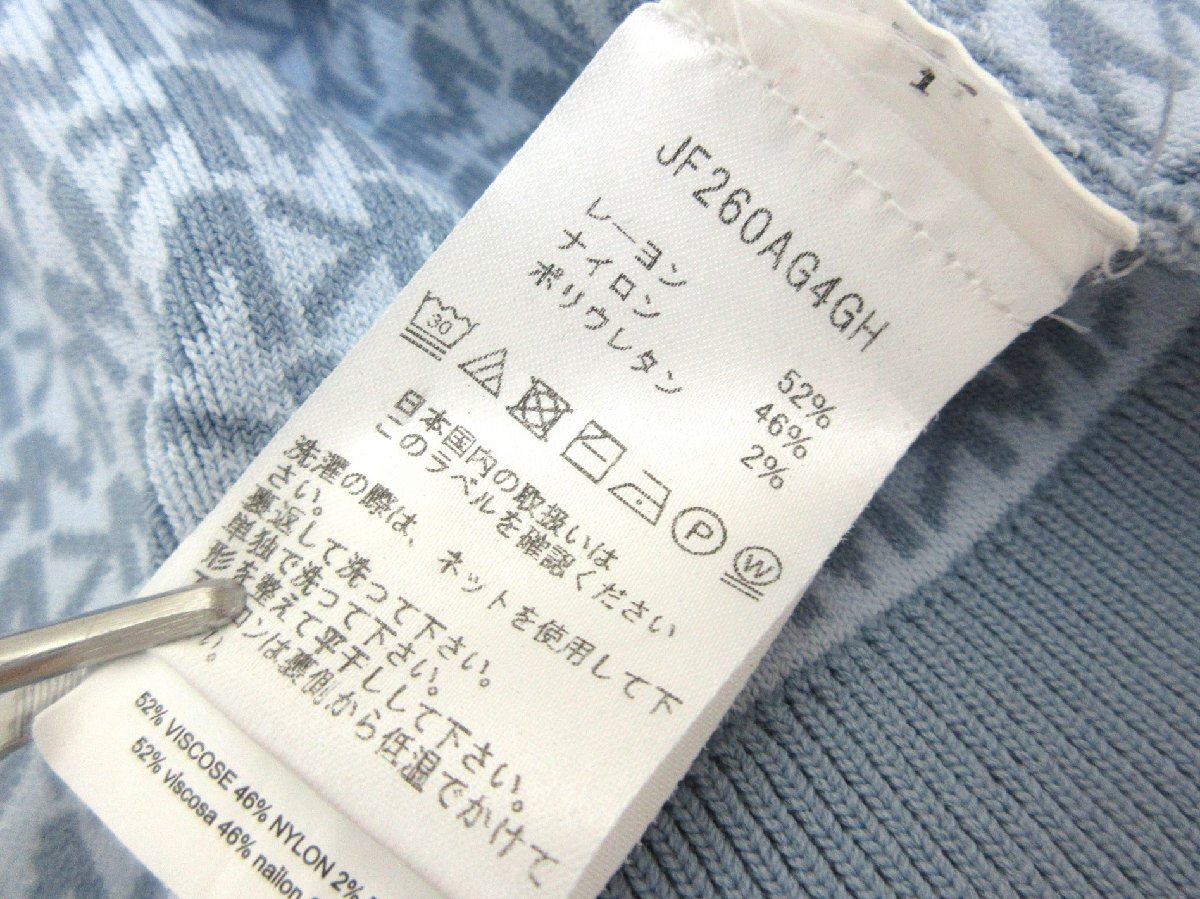 JF260AG4GH
レーヨン 52%
ナイロン 46%
ポリウレタン 2%
30 P W
日本国内の取扱いは
このラベルを確認ください
洗濯の際は、ネットを使用して下
さい。
裏返して洗って下さい。
単独で洗って下さい。
形を整えて平干しして下さい。
ロンは裏側から低温でかけて
52% VISCOSE 46% NYLON 2%
52% viscosa 46% nailon